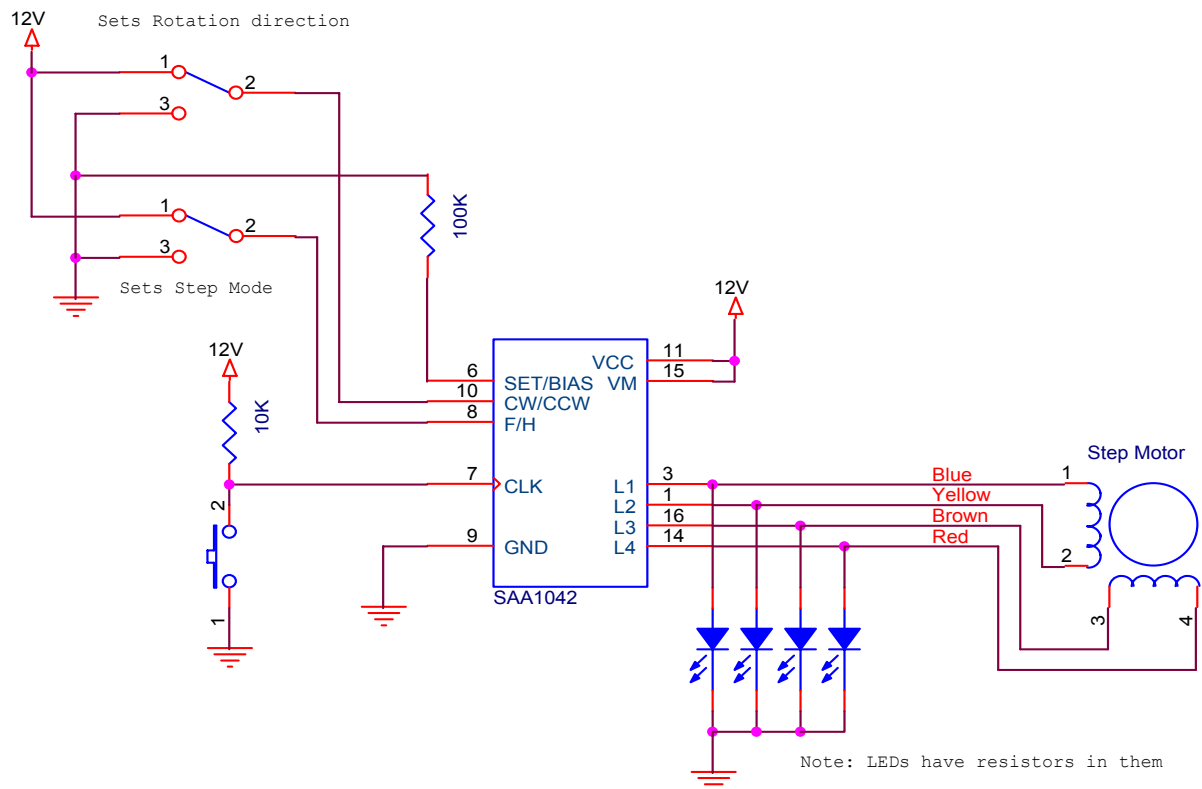 12V
Sets Rotation direction
1
2
3
1
2
3
Sets Step Mode
100K
12V
10K
2
1
12V
6
SET/BIAS
10
CW/CCW
8
F/H
7
CLK
9
GND
VCC
11
VM
15
L1
3
L2
1
L3
16
L4
14
SAA1042
Blue
Yellow
Brown
Red
Step Motor
1
2
3
4
Note: LEDs have resistors in them